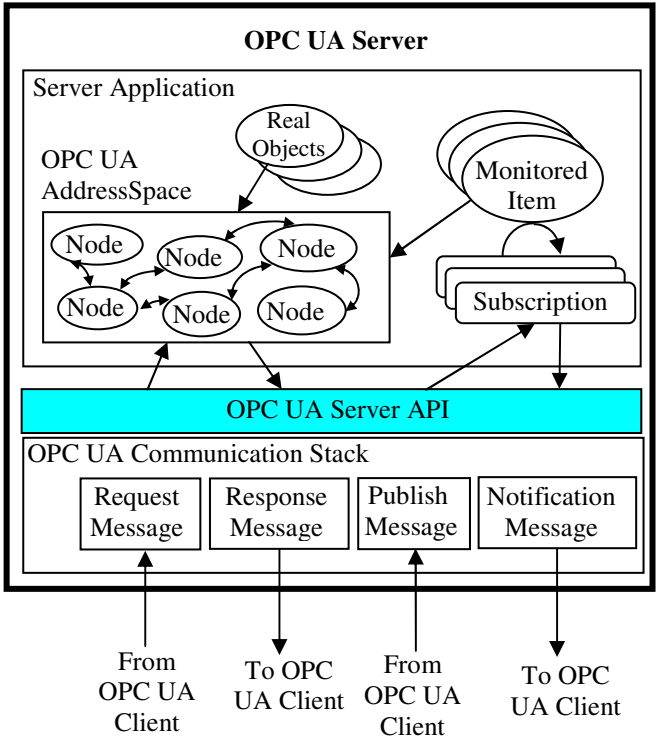 OPC UA Server
Server Application
Real
Objects
OPC UA
AddressSpace
Monitored
Item
Node
Node
Node
Node
Node
Node
Subscription
OPC UA Server API
OPC UA Communication Stack
Request
Message
Response
Message
Publish
Message
Notification
Message
From
OPC UA
Client
To OPC
UA Client
From
OPC UA
Client
To OPC
UA Client